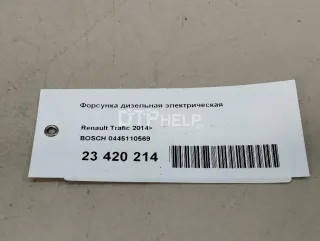 Форсунка дизельная электрическая
DTPHELP
Renault Trafic 2014>
BOSCH 0445110569
23 420 214